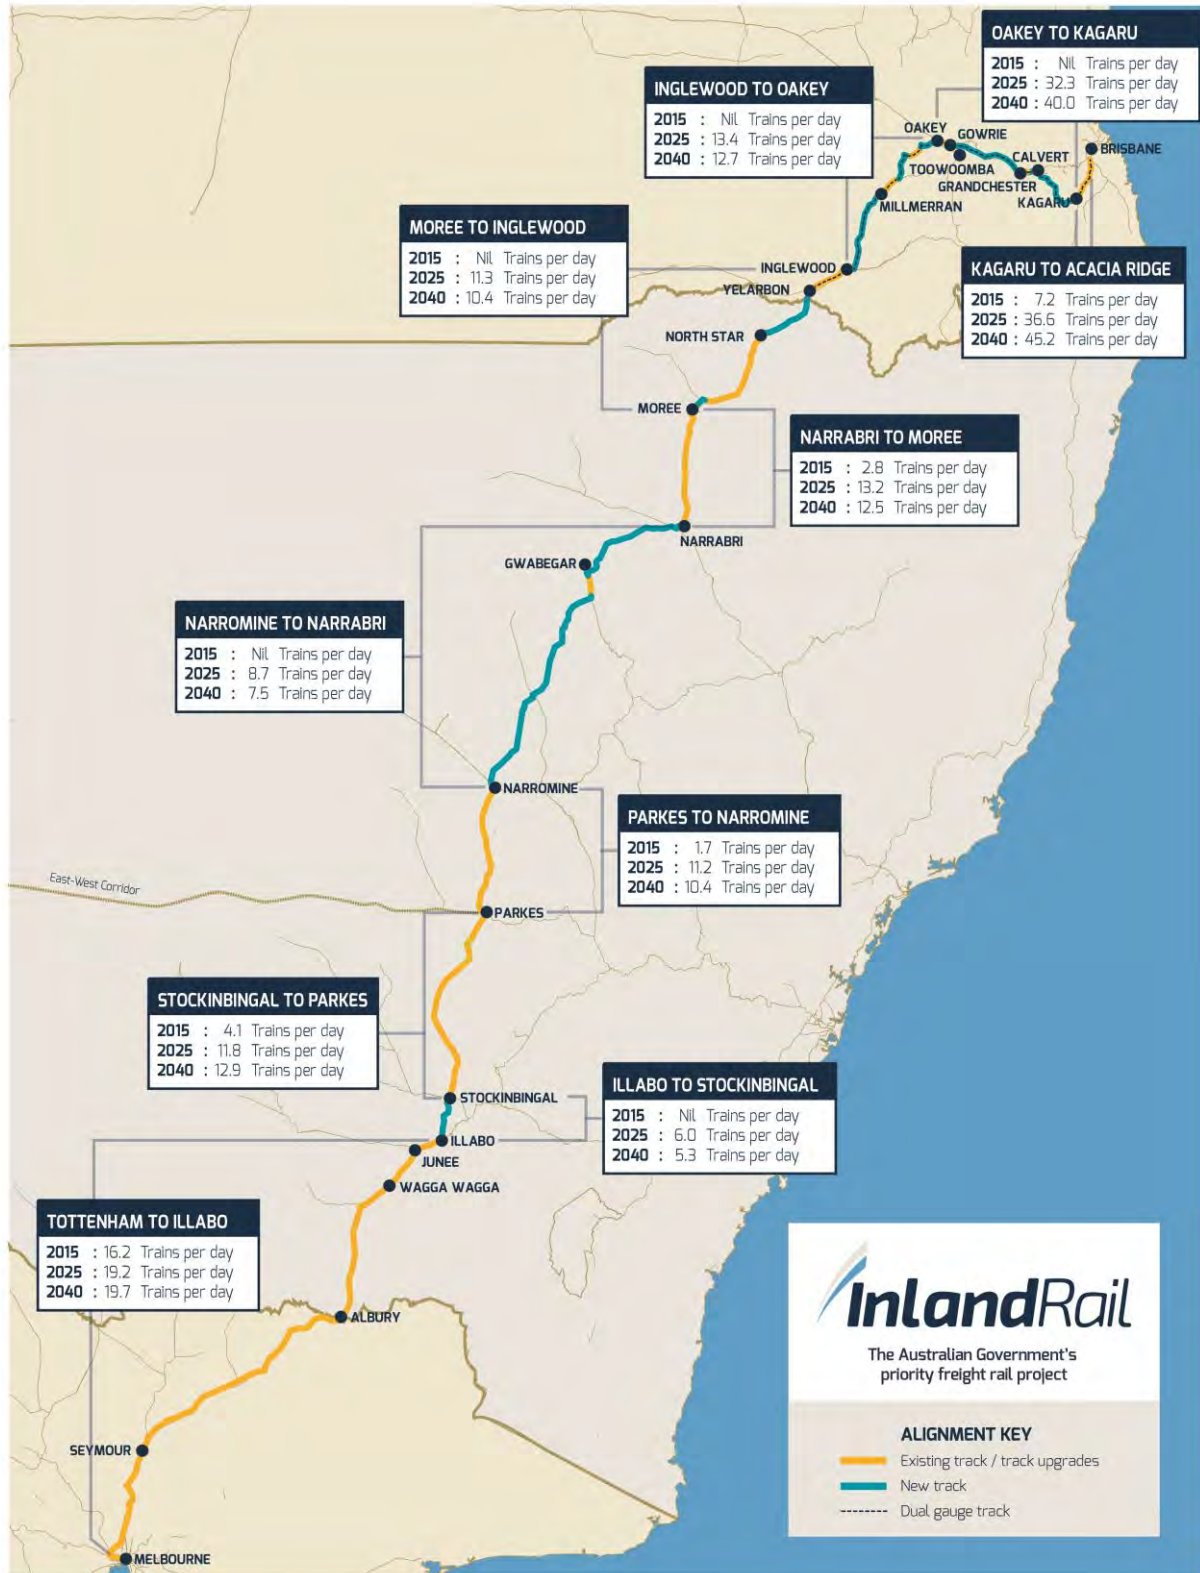 OAKEY TO KAGARU
2015 : Nil Trains per day
2025 : 32.3 Trains per day
2040 : 40.0 Trains per day
INGLEWOOD TO OAKEY
2015 : Nil Trains per day
2025 : 13.4 Trains per day
2040 : 12.7 Trains per day
OAKEY
GOWRIE
BRISBANE
CALVERT
TOOWOOMBA
GRANDCHESTER
KAGARU
MILLMERRAN
MOREE TO INGLEWOOD
2015 : Nil Trains per day
2025 : 11.3 Trains per day
2040 : 10.4 Trains per day
INGLEWOOD
YELARBON
KAGARU TO ACACIA RIDGE
2015 : 7.2 Trains per day
2025 : 36.6 Trains per day
2040 : 45.2 Trains per day
NORTH STAR
MOREE
NARRABRI TO MOREE
2015 : 2.8 Trains per day
2025 : 13.2 Trains per day
2040 : 12.5 Trains per day
NARRABRI
GWABEGAR
NARROMINE TO NARRABRI
2015 : Nil Trains per day
2025 : 8.7 Trains per day
2040 : 7.5 Trains per day
NARROMINE
PARKES TO NARROMINE
2015 : 1.7 Trains per day
2025 : 11.2 Trains per day
2040 : 10.4 Trains per day
East-West Corridor
PARKES
STOCKINBINGAL TO PARKES
2015 : 4.1 Trains per day
2025 : 11.8 Trains per day
2040 : 12.9 Trains per day
STOCKINBINGAL
ILLABO TO STOCKINBINGAL
2015 : Nil Trains per day
2025 : 6.0 Trains per day
2040 : 5.3 Trains per day
ILLABO
JUNEE
WAGGA WAGGA
TOTTENHAM TO ILLABO
2015 : 16.2 Trains per day
2025 : 19.2 Trains per day
2040 : 19.7 Trains per day
ALBURY
SEYMOUR
MELBOURNE
InlandRail
The Australian Government's
priority freight rail project
ALIGNMENT KEY
Existing track / track upgrades
New track
Dual gauge track